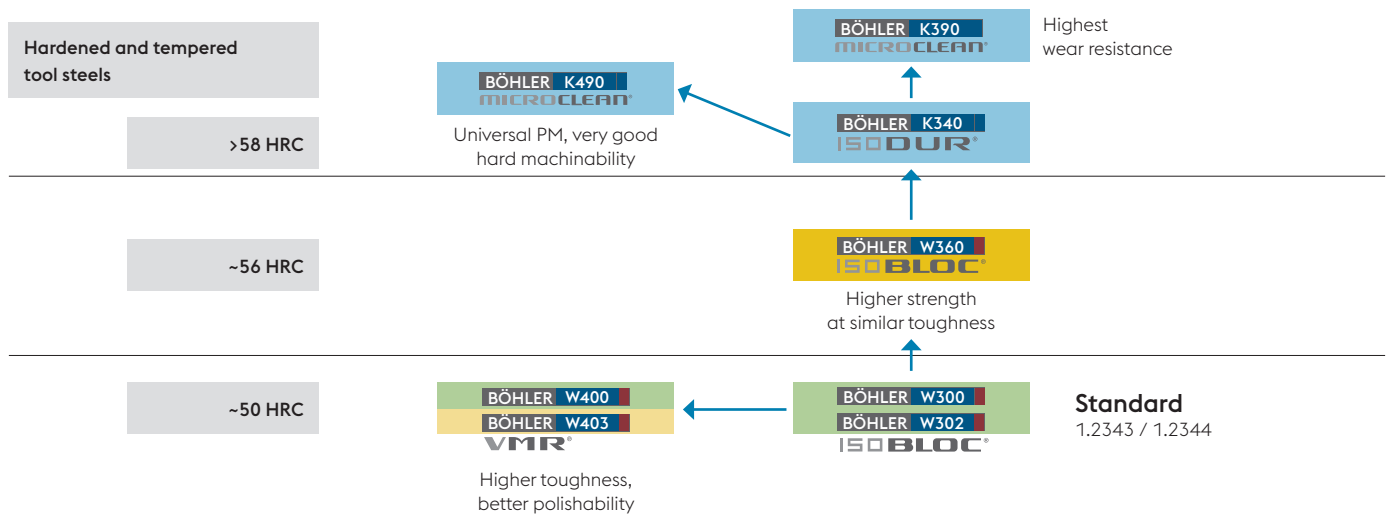 Hardened and tempered
tool steels
BÖHLER K390
MICROCLEAN®
Highest
wear resistance
BÖHLER K490
MICROCLEAN®
Universal PM, very good
hard machinability
BÖHLER K340
ISODUR®
>58 HRC
~56 HRC
BÖHLER W360
ISOBLOC®
Higher strength
at similar toughness
~50 HRC
BÖHLER W400
BÖHLER W403
VMR®
Higher toughness,
better polishability
BÖHLER W300
BÖHLER W302
ISOBLOC®
Standard
1.2343 / 1.2344